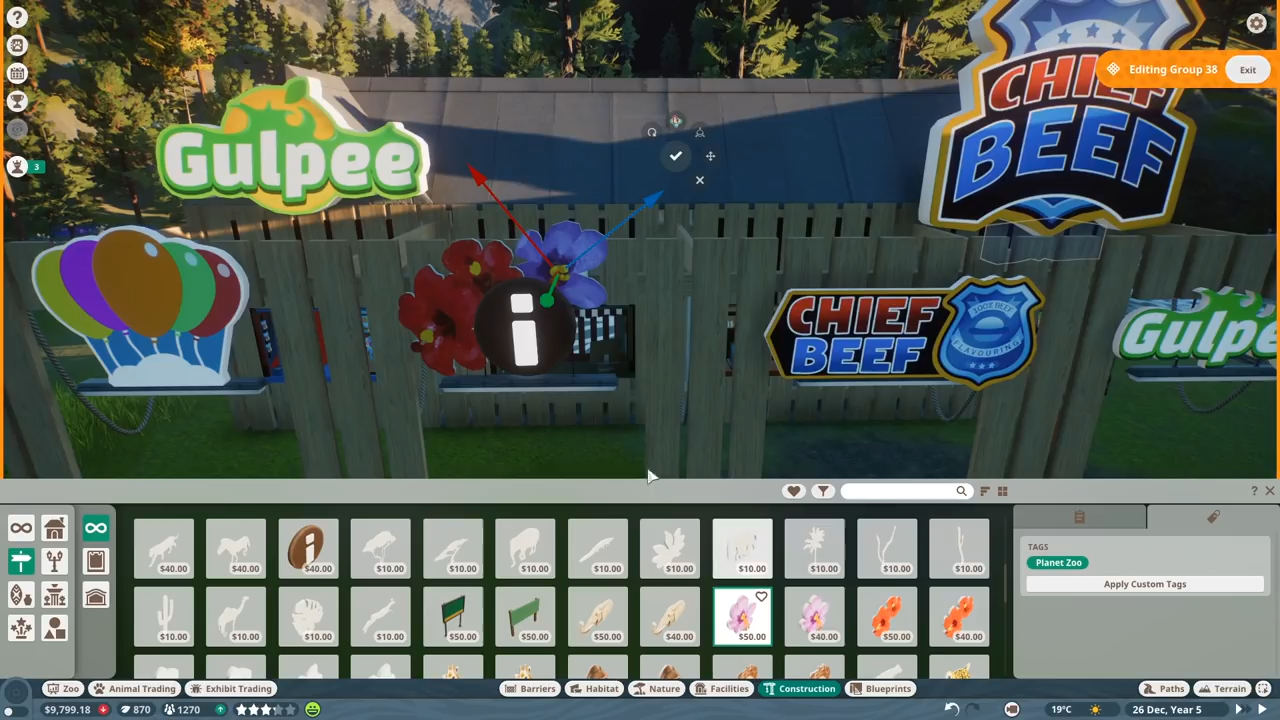 Editing Group 38
Exit
3
Gulpee
CHIEF
BEEF
i
CHIEF
BEEF
100% BEEF
FLAVOURING
Gulpe
?
?
$40.00 $40.00 $40.00 $10.00 $10.00 $10.00 $10.00 $10.00 $10.00 $10.00 $10.00 $10.00
$10.00 $10.00 $10.00 $10.00 $50.00 $50.00 $50.00 $40.00 $50.00 $40.00 $50.00 $40.00
TAGS
Planet Zoo
Apply Custom Tags
Zoo Animal Trading Exhibit Trading Barriers Habitat Nature Facilities Construction Blueprints Paths Terrain
$9,799.18 870 1270 19°C 26 Dec, Year 5